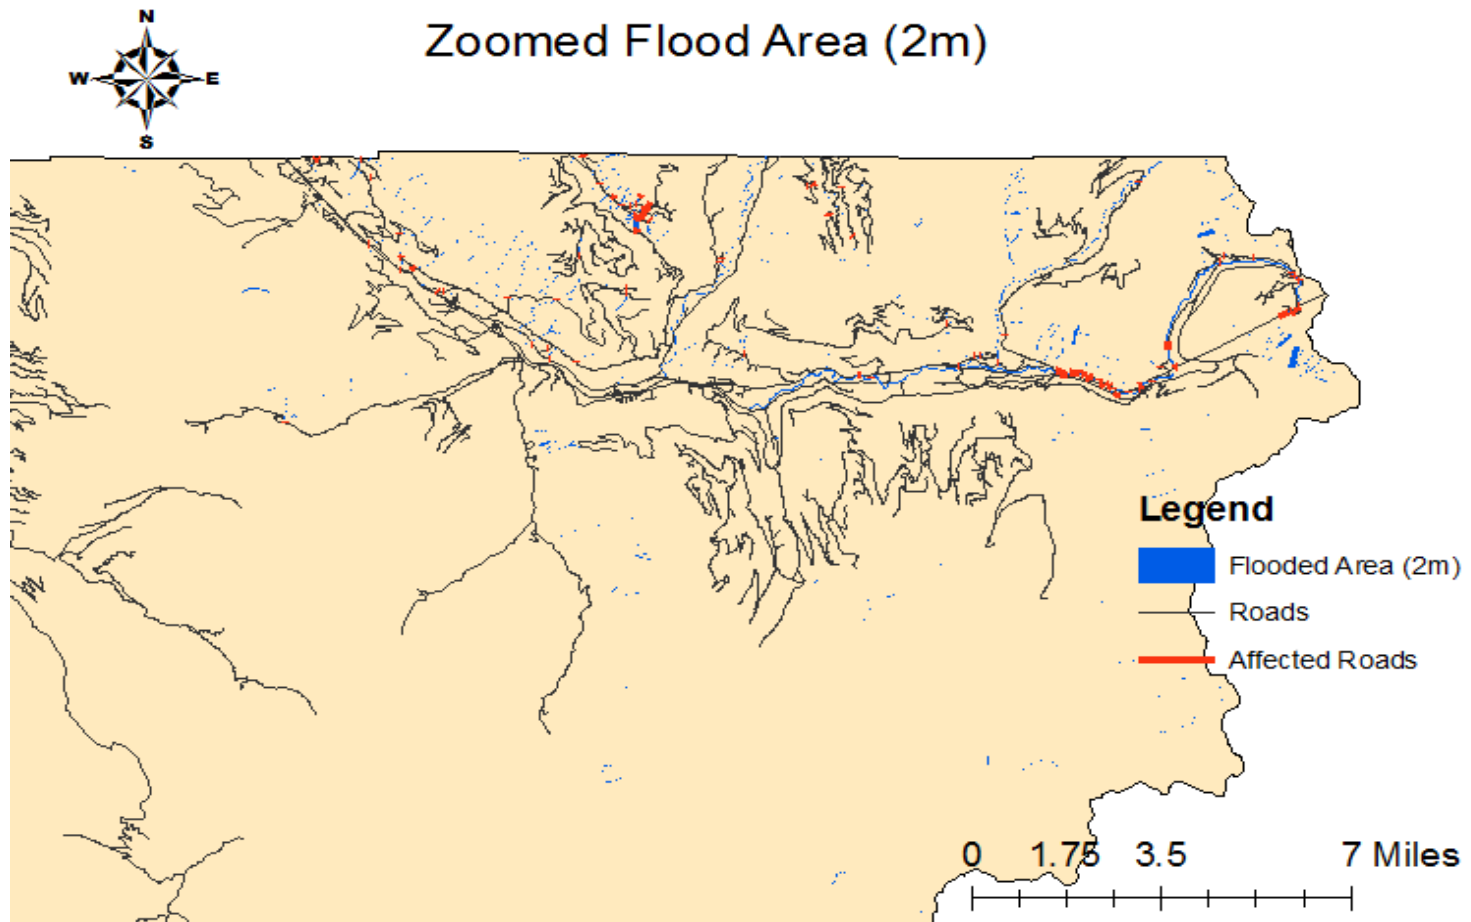 N
Zoomed Flood Area (2m)
W E
S
Legend
Flooded Area (2m)
Roads
Affected Roads
0 1.75 3.5 7 Miles